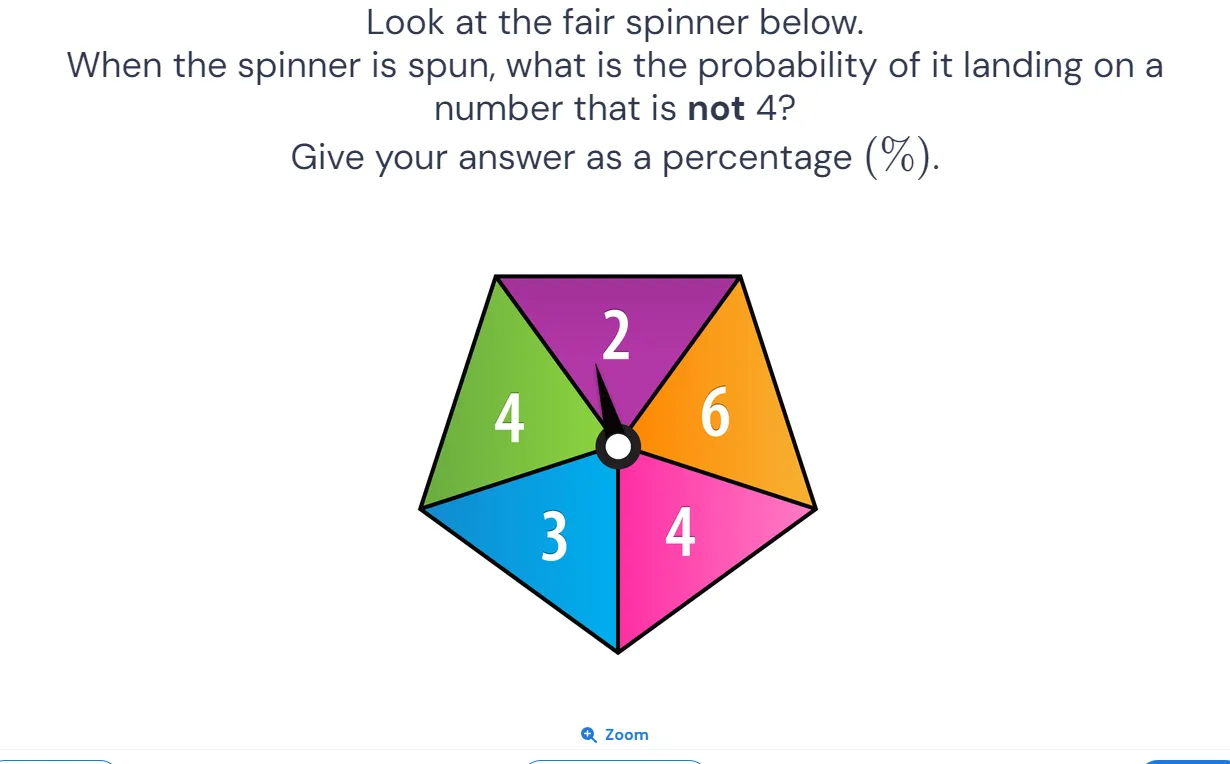 Look at the fair spinner below.
When the spinner is spun, what is the probability of it landing on a
number that is not 4?
Give your answer as a percentage (%).
2
4
6
3
4
Zoom